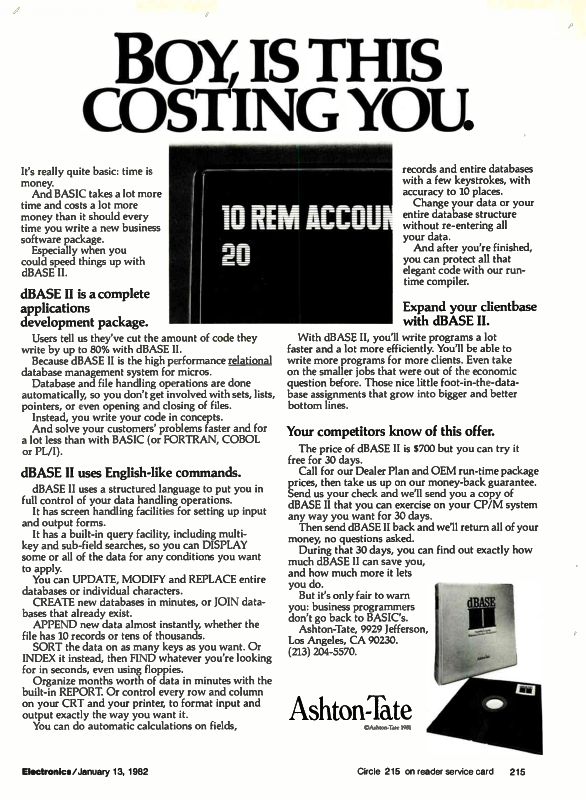 BOY, IS THIS
COSTING YOU.
It's really quite basic: time is
money.
And BASIC takes a lot more
time and costs a lot more
money than it should every
time you write a new business
software package.
Especially when you
could speed things up with
dBASE II.
dBASE II is a complete
applications
development package.
Users tell us they've cut the amount of code they
write by up to 80% with dBASE II.
Because dBASE II is the high performance relational
database management system for micros.
Database and file handling operations are done
automatically, so you don't get involved with sets, lists,
pointers, or even opening and closing of files.
Instead, you write your code in concepts.
And solve your customers' problems faster and for
a lot less than with BASIC (or FORTRAN, COBOL
or PL/I).
dBASE II uses English-like commands.
dBASE II uses a structured language to put you in
full control of your data handling operations.
It has screen handling facilities for setting up input
and output forms.
It has a built-in query facility, including multi-
key and sub-field searches, so you can DISPLAY
some or all of the data for any conditions you want
to apply.
You can UPDATE, MODIFY and REPLACE entire
databases or individual characters.
CREATE new databases in minutes, or JOIN data-
bases that already exist.
APPEND new data almost instantly, whether the
file has 10 records or tens of thousands.
SORT the data on as many keys as you want. Or
INDEX it instead, then FIND whatever you're looking
for in seconds, even using floppies.
Organize months worth of data in minutes with the
built-in REPORT. Or control every row and column
on your CRT and your printer, to format input and
output exactly the way you want it.
You can do automatic calculations on fields,
10 REM ACCOUN
20
records and entire databases
with a few keystrokes, with
accuracy to 10 places.
Change your data or your
entire database structure
without re-entering all
your data.
And after you're finished,
you can protect all that
elegant code with our run-
time compiler.
Expand your clientbase
with dBASE II.
With dBASE II, you'll write programs a lot
faster and a lot more efficiently. You'll be able to
write more programs for more clients. Even take
on the smaller jobs that were out of the economic
question before. Those nice little foot-in-the-data-
base assignments that grow into bigger and better
bottom lines.
Your competitors know of this offer.
The price of dBASE II is $700 but you can try it
free for 30 days.
Call for our Dealer Plan and OEM run-time package
prices, then take us up on our money-back guarantee.
Send us your check and we'll send you a copy of
dBASE II that you can exercise on your CP/M system
any way you want for 30 days.
Then send dBASE II back and we'll return all of your
money, no questions asked.
During that 30 days, you can find out exactly how
much dBASE II can save you,
and how much more it lets
you do.
But it's only fair to warn
you: business programmers
don't go back to BASIC's.
Ashton-Tate, 9929 Jefferson,
Los Angeles, CA 90230.
(213) 204-5570.
dBASE
II
Ashton-Tate
©Ashton-Tate 1981
Electronics/January 13, 1982
Circle 215 on reader service card
215